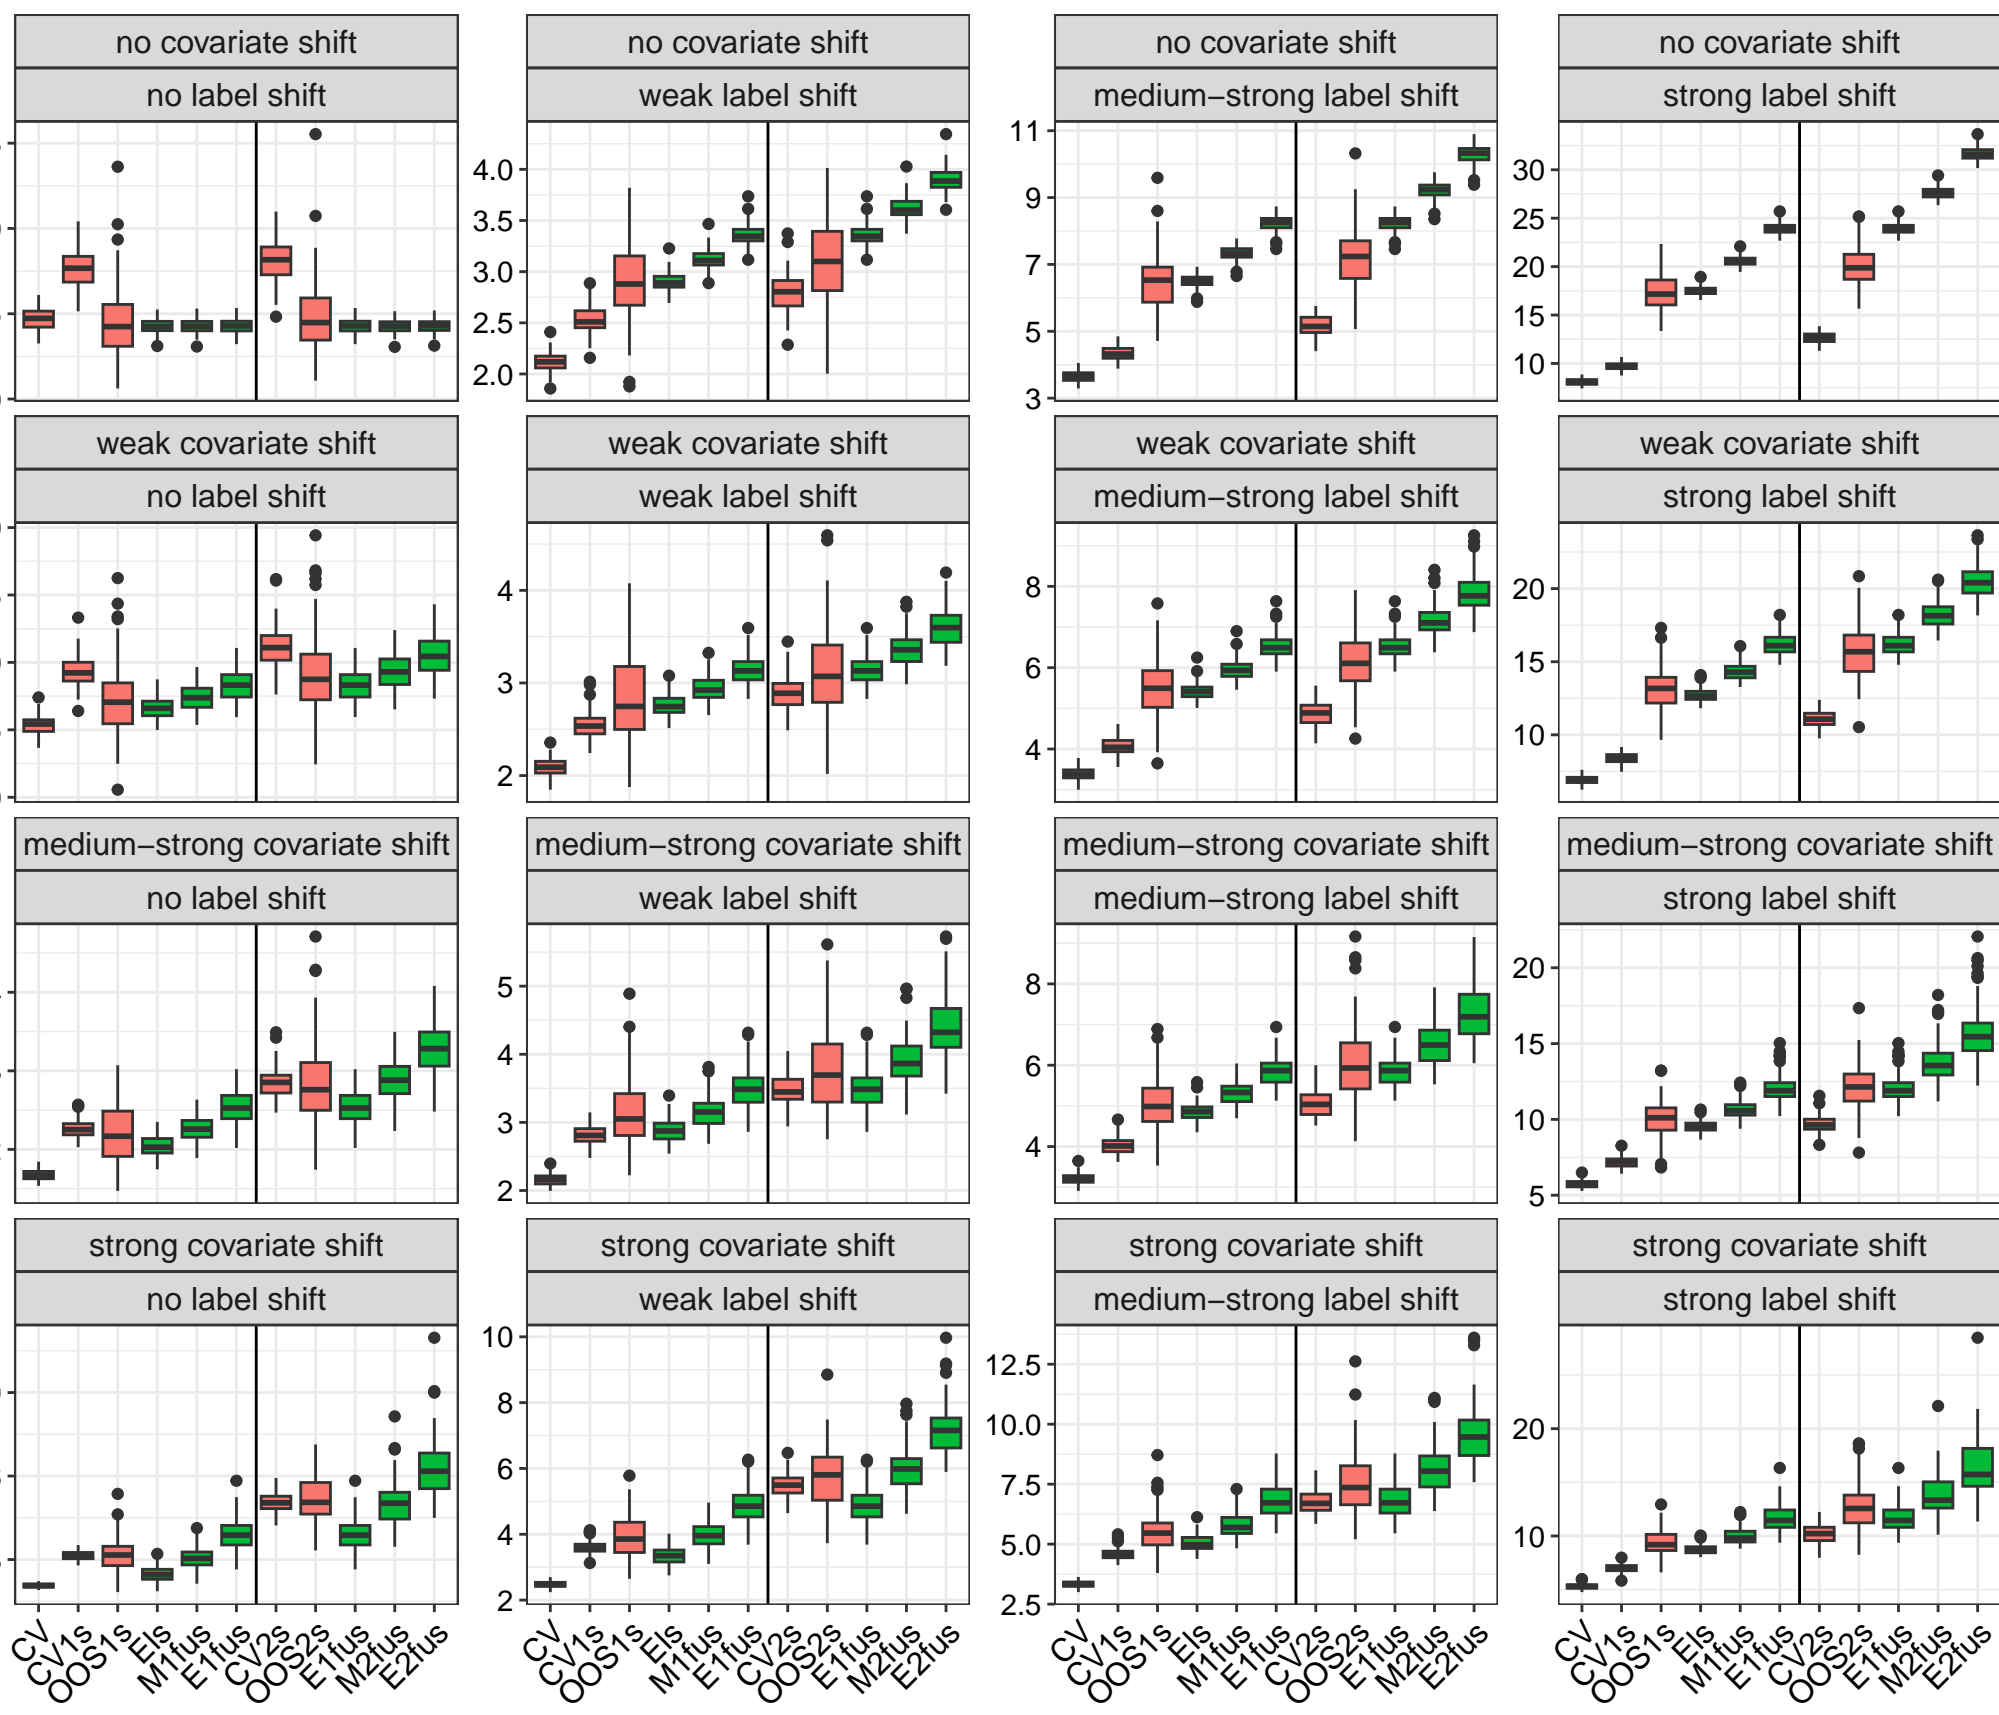 no covariate shift
no label shift
no covariate shift
weak label shift
no covariate shift
medium−strong label shift
no covariate shift
strong label shift
4.0
3.5
3.0
2.5
2.0
11
9
7
5
3
30
25
20
15
10
weak covariate shift
no label shift
weak covariate shift
weak label shift
weak covariate shift
medium−strong label shift
weak covariate shift
strong label shift
4
3
2
8
6
4
20
15
10
medium−strong covariate shift
no label shift
medium−strong covariate shift
weak label shift
medium−strong covariate shift
medium−strong label shift
medium−strong covariate shift
strong label shift
5
4
3
2
8
6
4
20
15
10
5
strong covariate shift
no label shift
strong covariate shift
weak label shift
strong covariate shift
medium−strong label shift
strong covariate shift
strong label shift
10
8
6
4
2
12.5
10.0
7.5
5.0
2.5
20
10
CV
CV1s
OOS1s
Els
M1fus
E1fus
CV2s
OOS2s
E1fus
M2fus
E2fus
CV
CV1s
OOS1s
Els
M1fus
E1fus
CV2s
OOS2s
E1fus
M2fus
E2fus
CV
CV1s
OOS1s
Els
M1fus
E1fus
CV2s
OOS2s
E1fus
M2fus
E2fus
CV
CV1s
OOS1s
Els
M1fus
E1fus
CV2s
OOS2s
E1fus
M2fus
E2fus